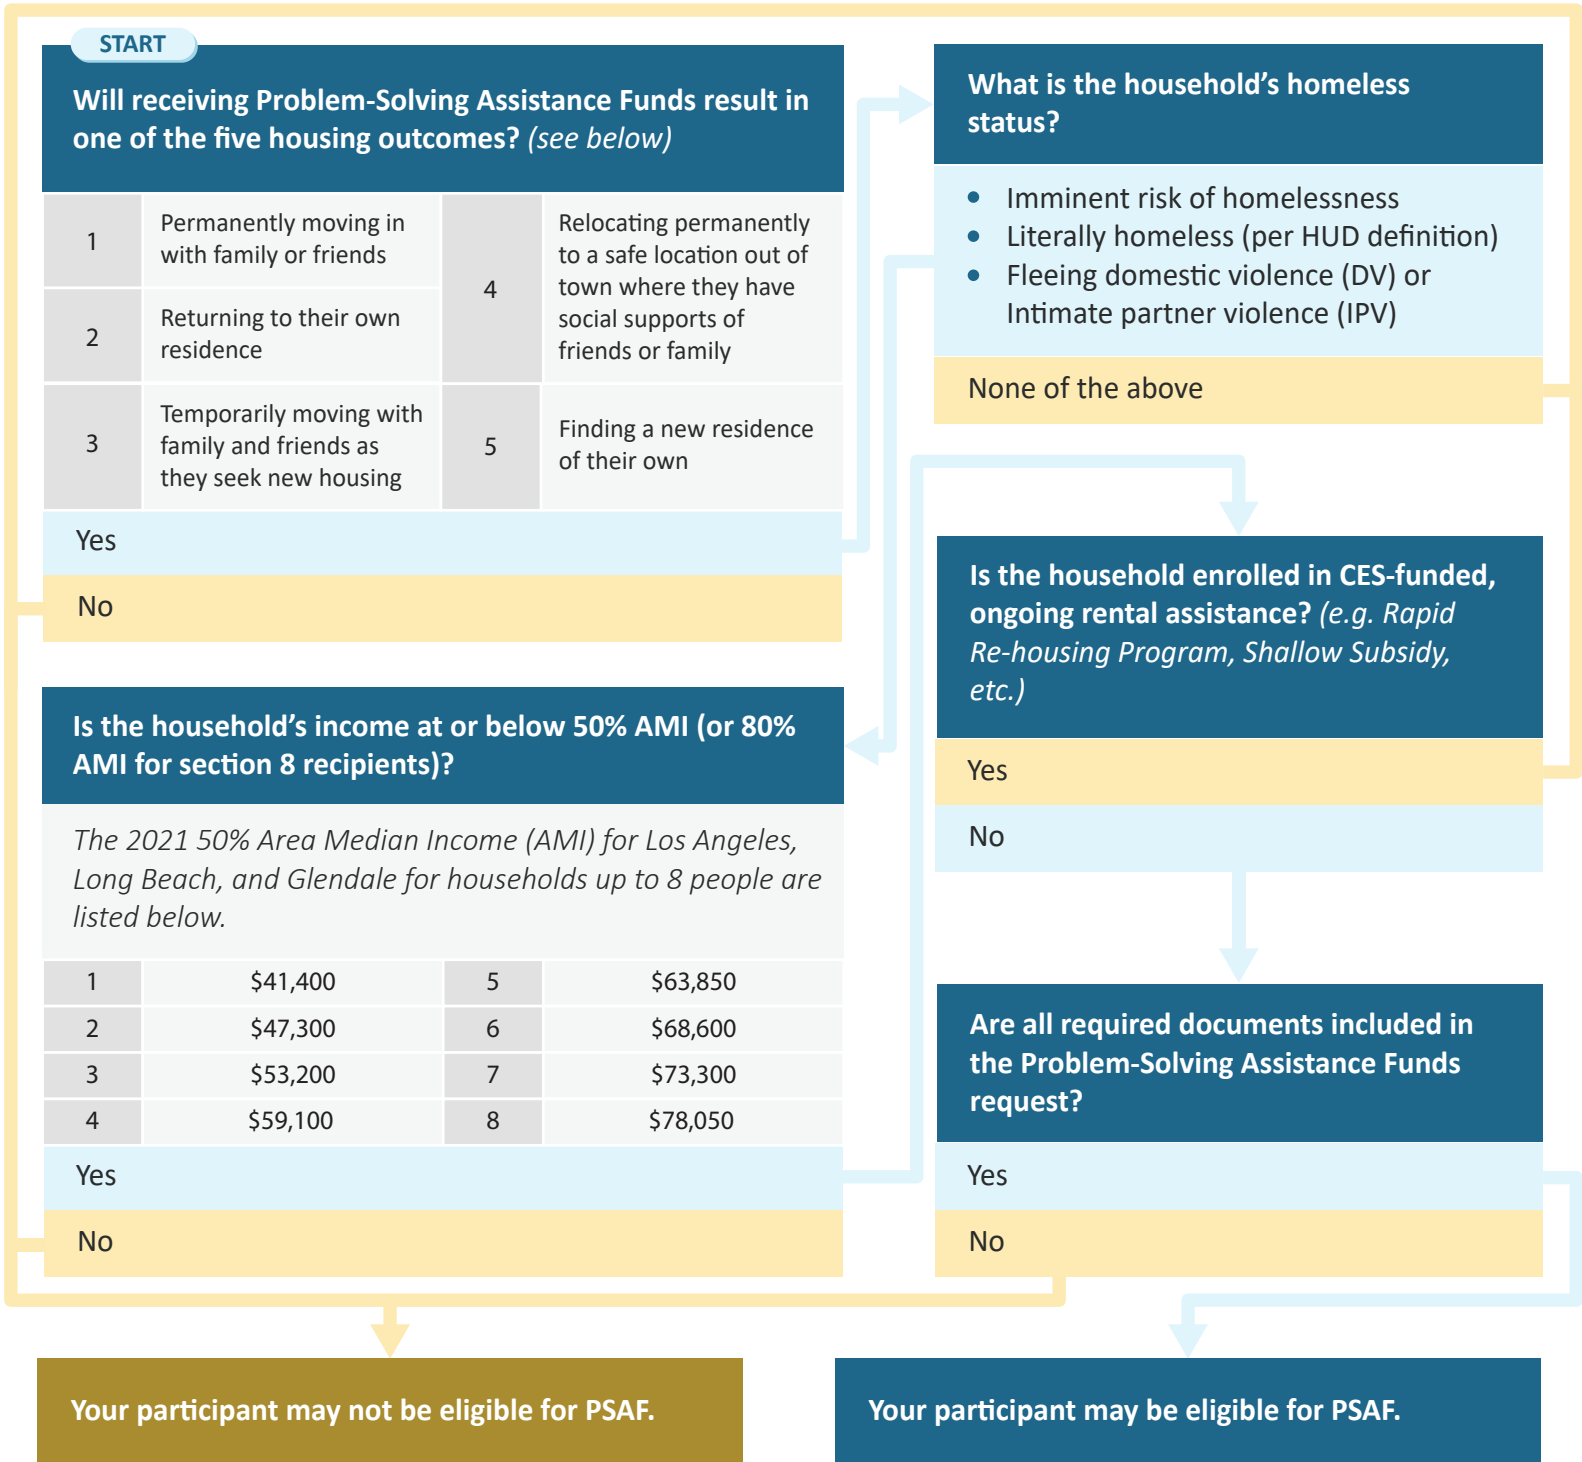 START
Will receiving Problem-Solving Assistance Funds result in
one of the five housing outcomes? (see below)
1
Permanently moving in
with family or friends
2
Returning to their own
residence
3
Temporarily moving with
family and friends as
they seek new housing
4
Relocating permanently
to a safe location out of
town where they have
social supports of
friends or family
5
Finding a new residence
of their own
Yes
No
What is the household’s homeless
status?
• Imminent risk of homelessness
• Literally homeless (per HUD definition)
• Fleeing domestic violence (DV) or
Intimate partner violence (IPV)
None of the above
Is the household’s income at or below 50% AMI (or 80%
AMI for section 8 recipients)?
The 2021 50% Area Median Income (AMI) for Los Angeles,
Long Beach, and Glendale for households up to 8 people are
listed below.
1 $41,400 5 $63,850
2 $47,300 6 $68,600
3 $53,200 7 $73,300
4 $59,100 8 $78,050
Yes
No
Is the household enrolled in CES-funded,
ongoing rental assistance? (e.g. Rapid
Re-housing Program, Shallow Subsidy,
etc.)
Yes
No
Are all required documents included in
the Problem-Solving Assistance Funds
request?
Yes
No
Your participant may not be eligible for PSAF.
Your participant may be eligible for PSAF.